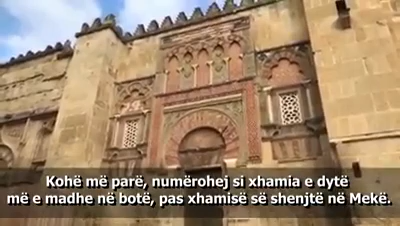 Kohë më parë, numërohej si xhamia e dytë
më e madhe në botë, pas xhamisë së shenjtë në Mekë.